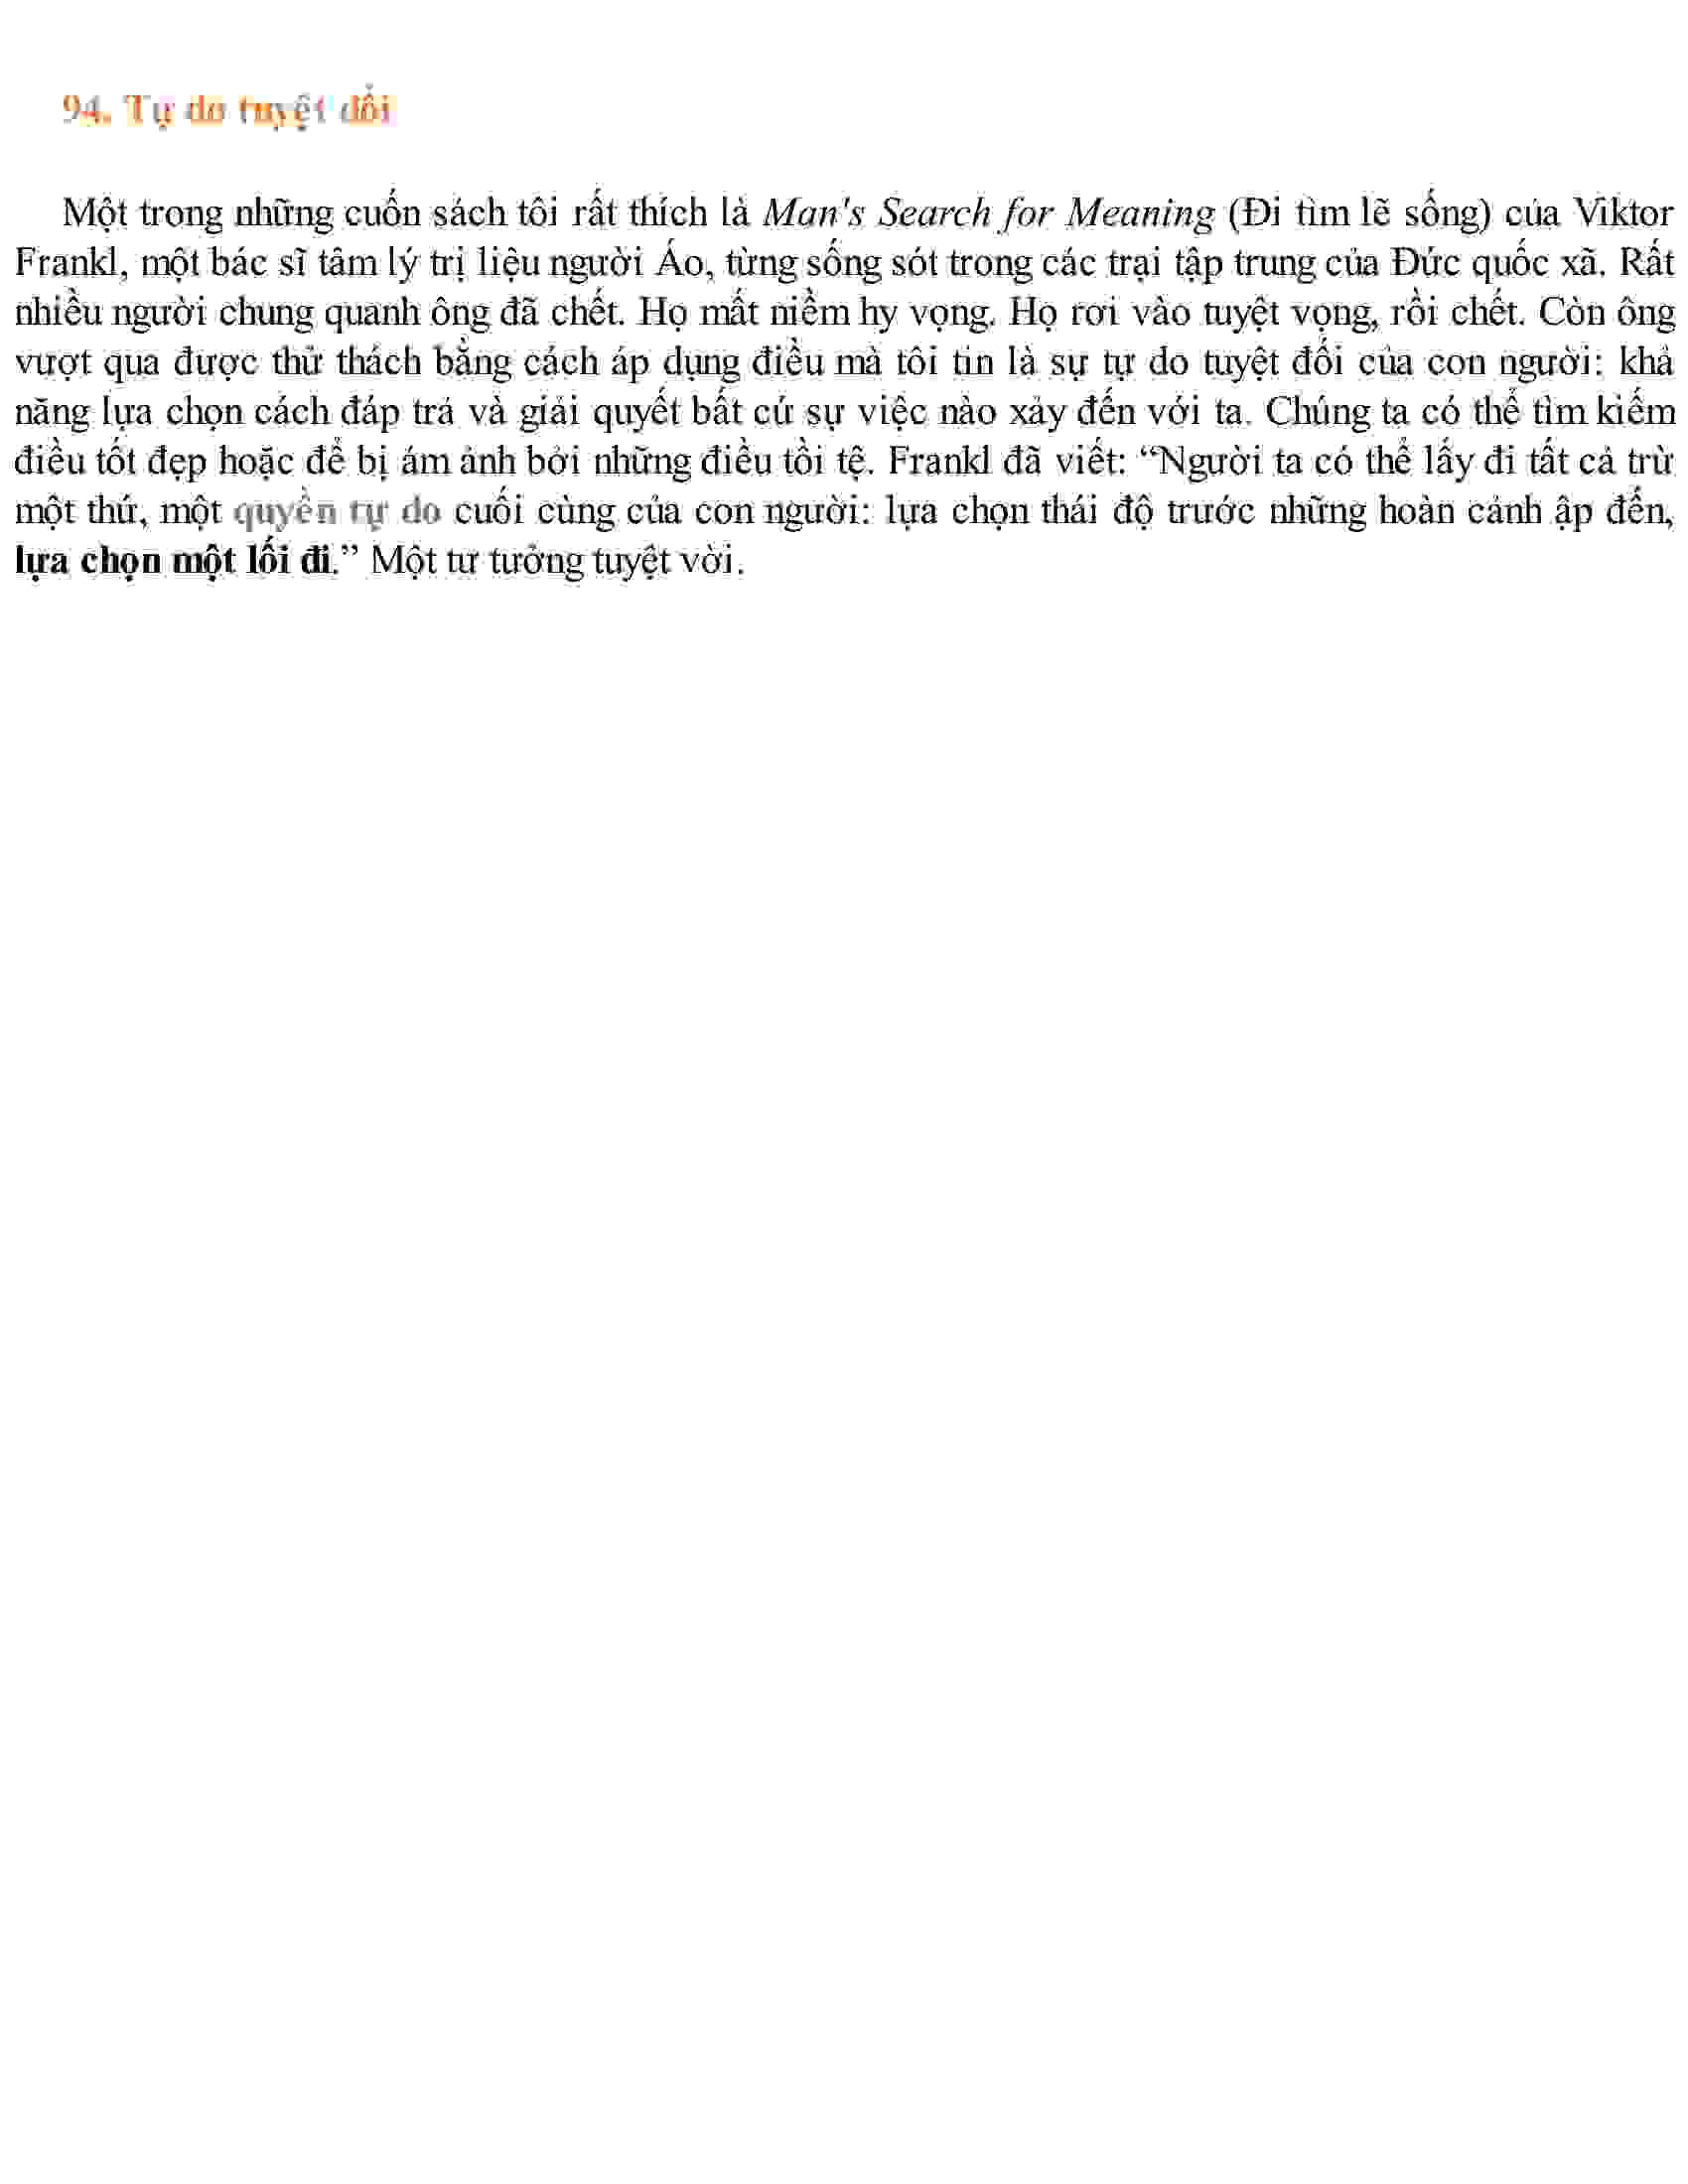 94. Tự do tuyệt đối
Một trong những cuốn sách tôi rất thích là Man's Search for Meaning (Đi tìm lẽ sống) của Viktor
Frankl, một bác sĩ tâm lý trị liệu người Áo, từng sống sót trong các trại tập trung của Đức quốc xã. Rất
nhiều người chung quanh ông đã chết. Họ mất niềm hy vọng. Họ rơi vào tuyệt vọng, rồi chết. Còn ông
vượt qua được thử thách bằng cách áp dụng điều mà tôi tin là sự tự do tuyệt đối của con người: khả
năng lựa chọn cách đáp trả và giải quyết bất cứ sự việc nào xảy đến với ta. Chúng ta có thể tìm kiếm
điều tốt đẹp hoặc để bị ám ảnh bởi những điều tồi tệ. Frankl đã viết: “Người ta có thể lấy đi tất cả trừ
một thứ, một quyền tự do cuối cùng của con người: lựa chọn thái độ trước những hoàn cảnh ập đến,
lựa chọn một lối đi.” Một tư tưởng tuyệt vời.